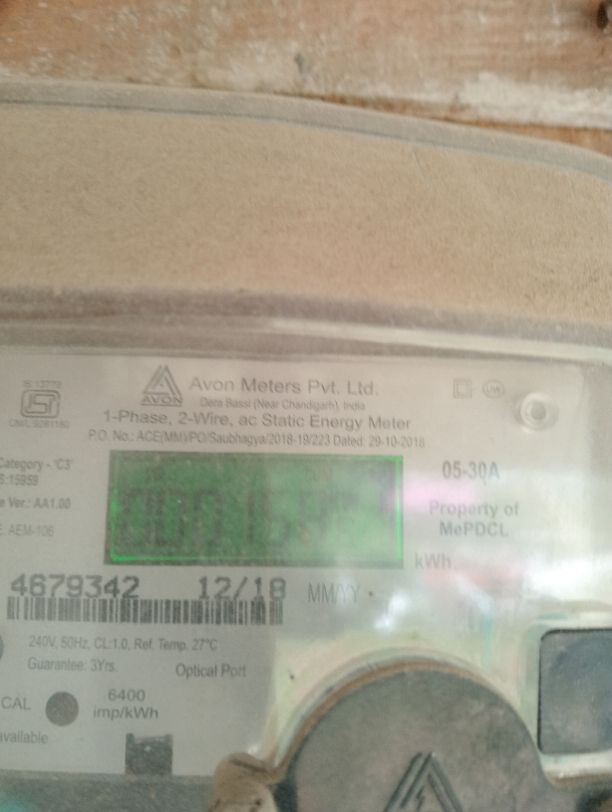 IS 13779
Avon Meters Pvt. Ltd.
AVON
Dera Bassi (Near Chandigarh), India
1-Phase, 2-Wire, ac Static Energy Meter
P.O. No.: ACE(MM)/PO/Saubhagya/2018-19/223 Dated: 29-10-2018
Category - 'C3'
S:15959
e Ver.: AA1.00
: AEM-106
05-30A
Property of
MePDCL
kWh
4679342 12/18 MM/YY
240V, 50Hz, CL:1.0, Ref. Temp. 27°C
Guarantee: 3Yrs.
Optical Port
CAL
6400
imp/kWh
available